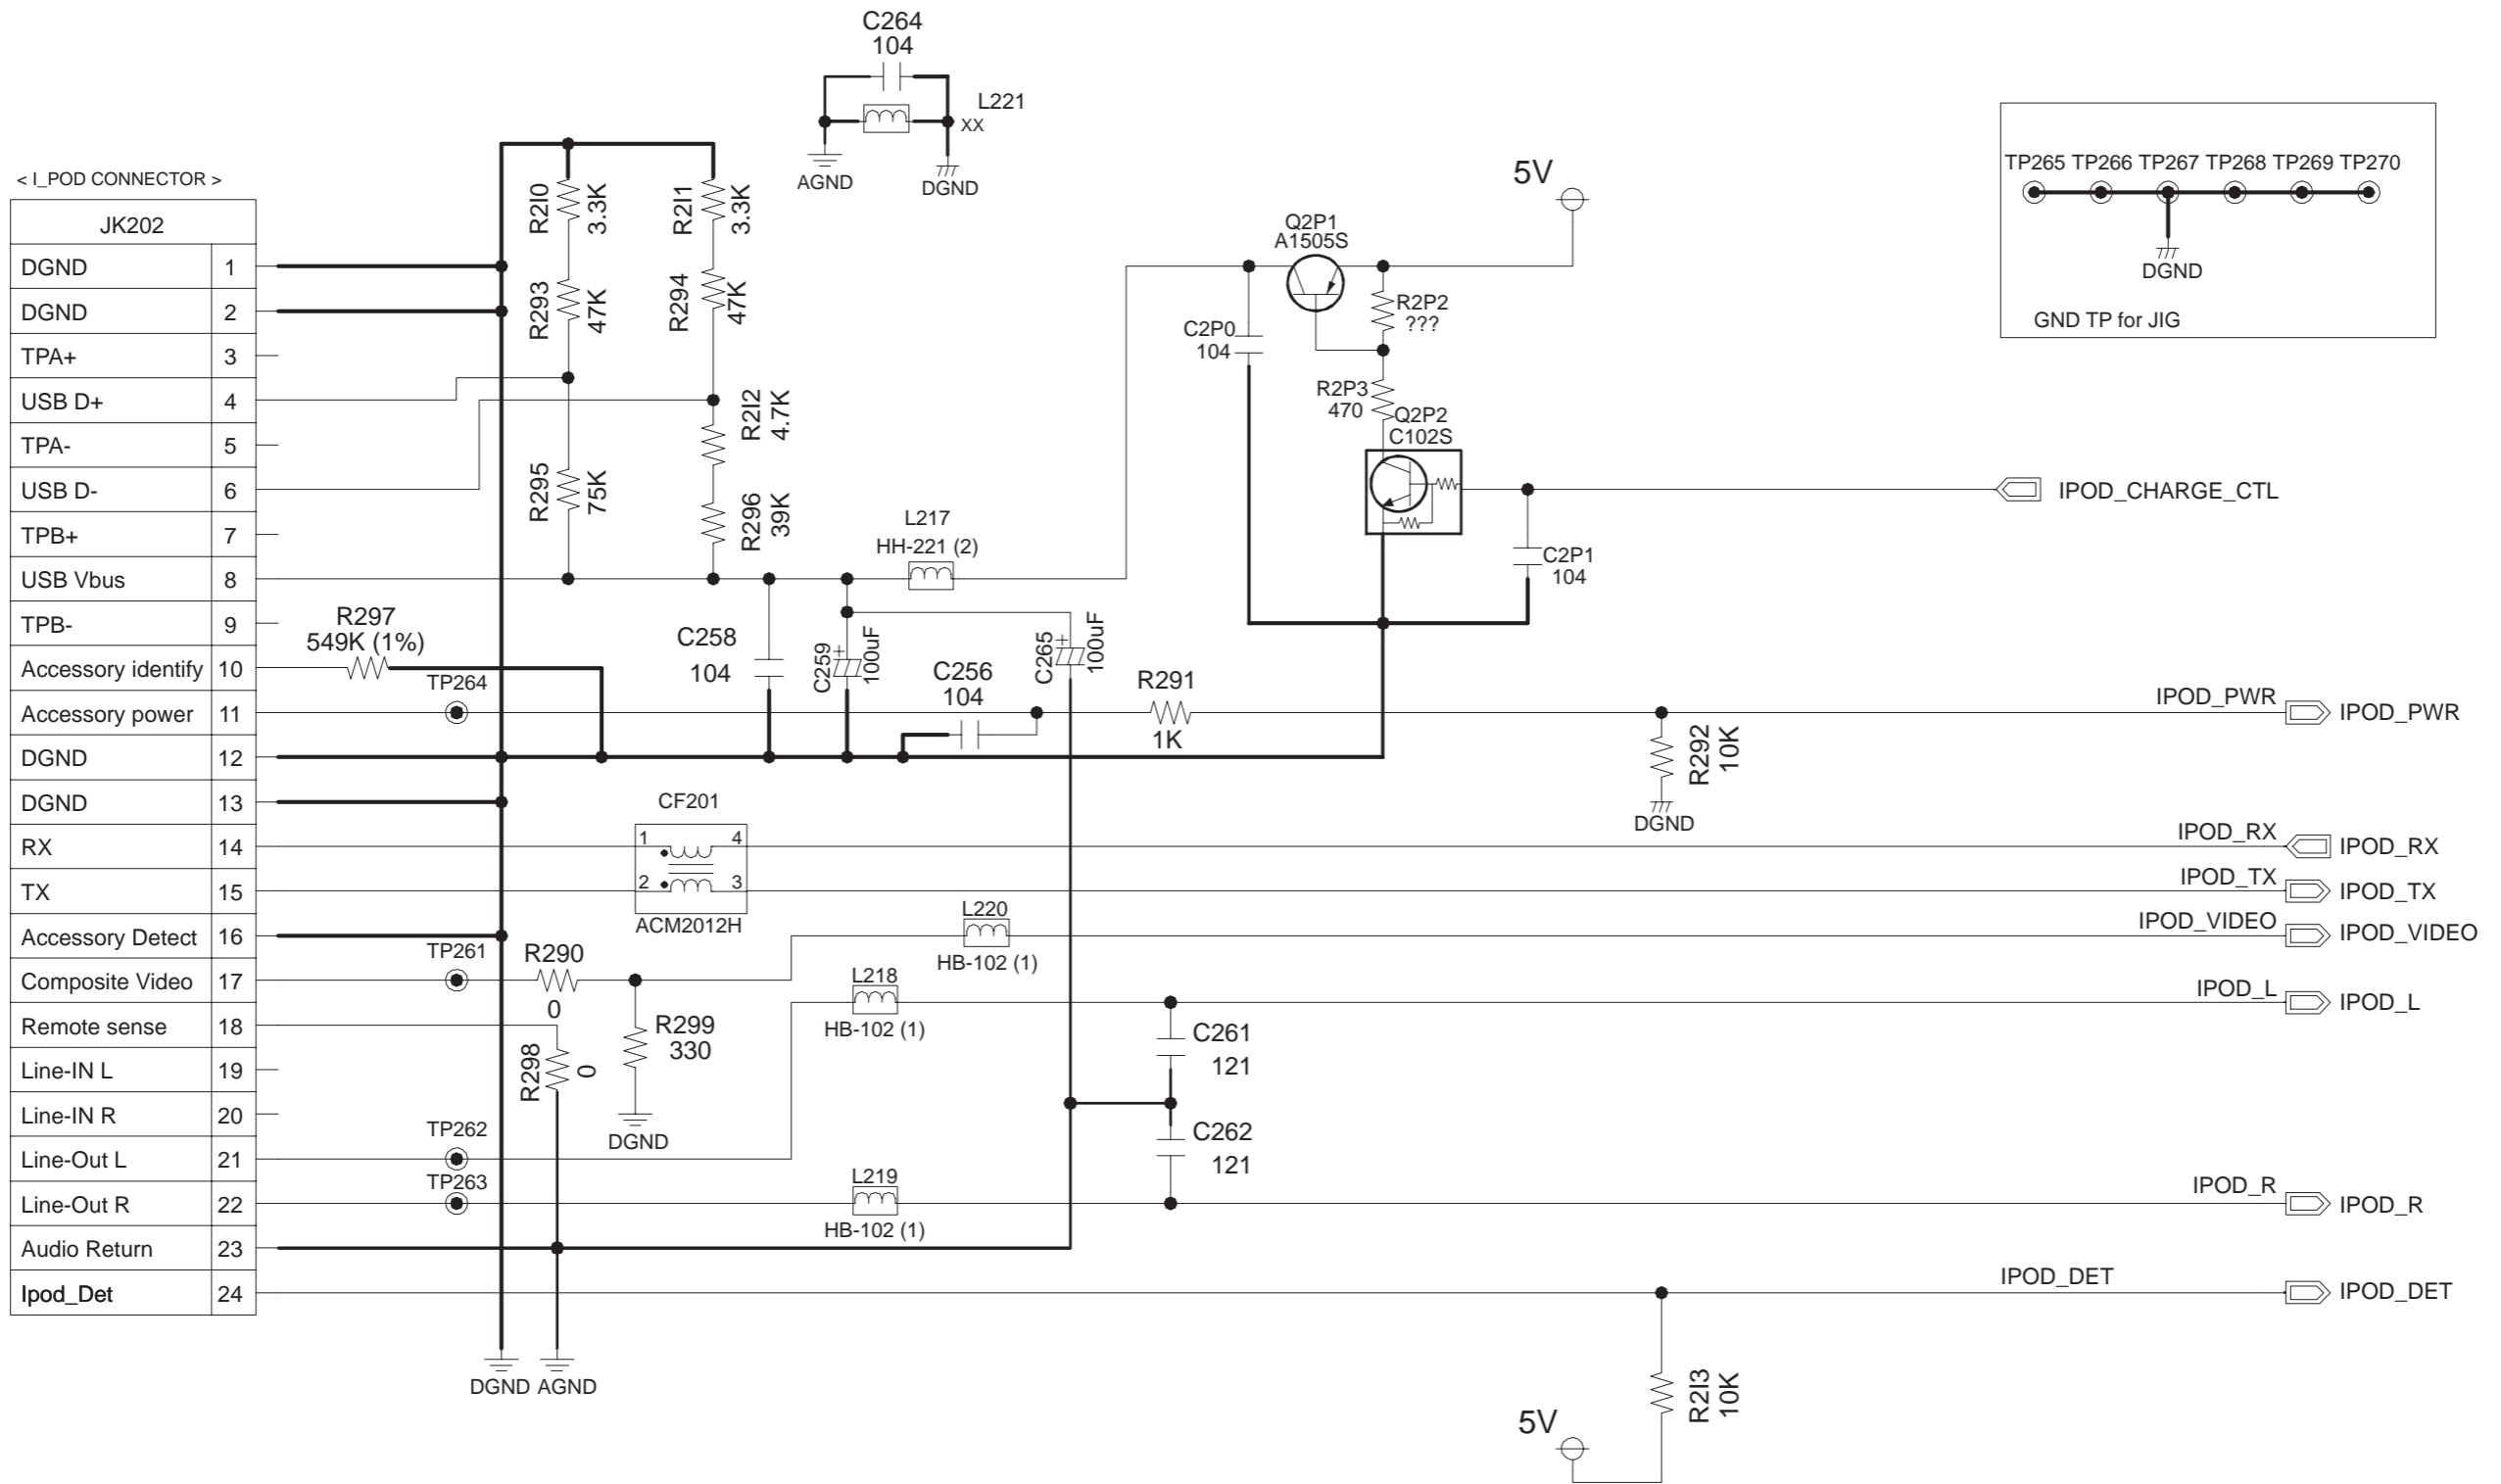 C264
104
L221
XX
AGND
DGND
< I_POD CONNECTOR >
JK202
DGND 1
DGND 2
TPA+ 3
USB D+ 4
TPA- 5
USB D- 6
TPB+ 7
USB Vbus 8
TPB- 9
Accessory identify 10
Accessory power 11
DGND 12
DGND 13
RX 14
TX 15
Accessory Detect 16
Composite Video 17
Remote sense 18
Line-IN L 19
Line-IN R 20
Line-Out L 21
Line-Out R 22
Audio Return 23
Ipod_Det 24
R2I0
3.3K
R2I1
3.3K
R293
47K
R294
47K
R2I2
4.7K
R295
75K
R296
39K
L217
HH-221 (2)
5V
Q2P1
A1505S
R2P2
???
C2P0
104
R2P3
470
Q2P2
C102S
IPOD_CHARGE_CTL
C2P1
104
TP265 TP266 TP267 TP268 TP269 TP270
DGND
GND TP for JIG
R297
549K (1%)
TP264
C258
104
C259
+
100uF
C256
104
C265
+
100uF
R291
1K
IPOD_PWR
IPOD_PWR
R292
10K
DGND
CF201
1 4
2 3
ACM2012H
IPOD_RX
IPOD_RX
IPOD_TX
IPOD_TX
L220
HB-102 (1)
IPOD_VIDEO
IPOD_VIDEO
TP261
R290
0
R299
330
DGND
R298
0
L218
HB-102 (1)
IPOD_L
IPOD_L
C261
121
C262
121
TP262
TP263
L219
HB-102 (1)
IPOD_R
IPOD_R
IPOD_DET
IPOD_DET
DGND AGND
R2I3
10K
5V